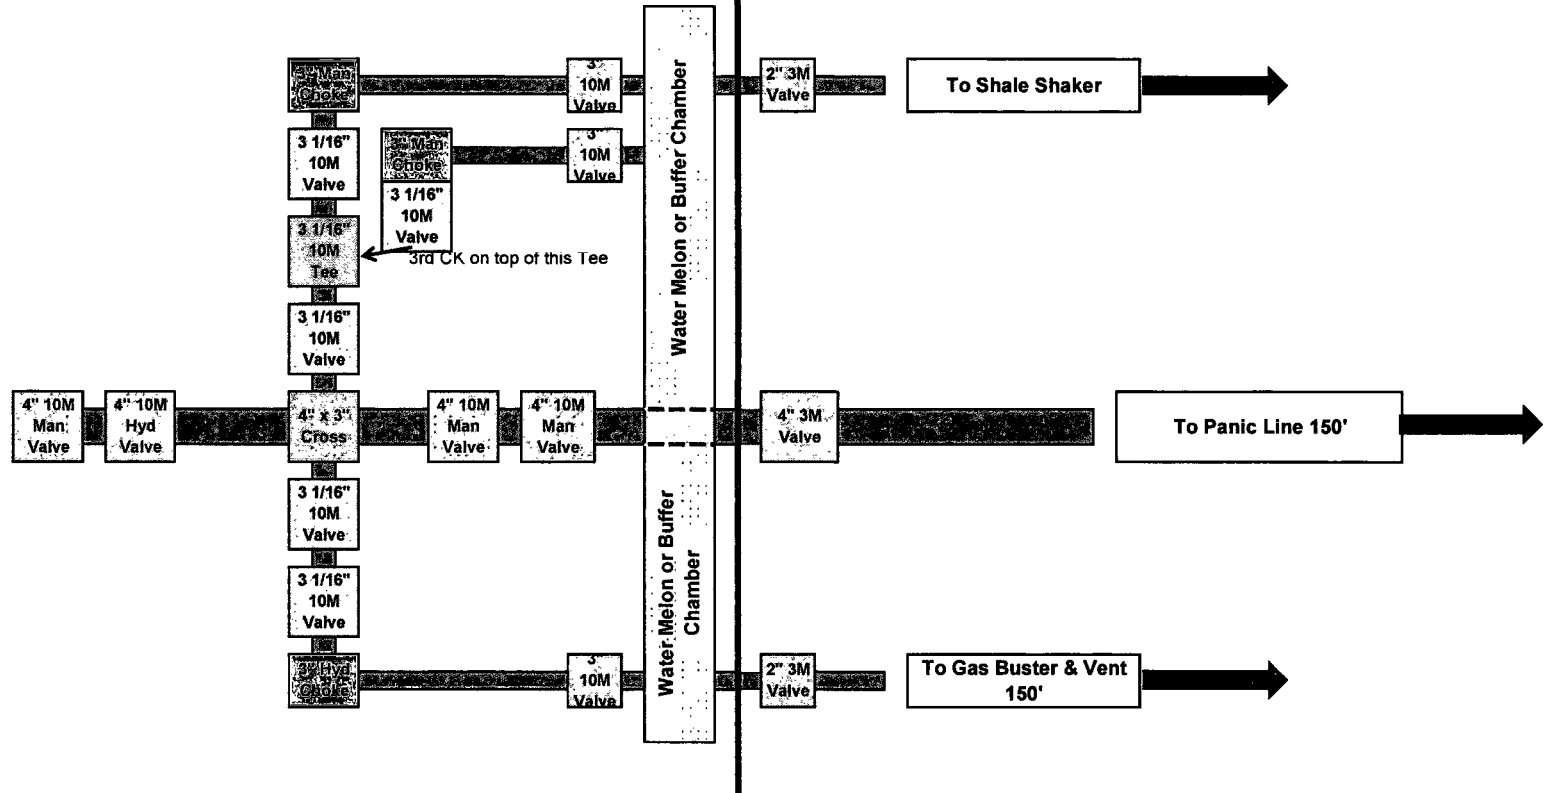 3" Man
Choke
3"
10M
Valve
2" 3M
Valve
To Shale Shaker
3 1/16"
10M
Valve
3" Man
Choke
3"
10M
Valve
3 1/16"
10M
Valve
3 1/16"
10M
Tee
3rd CK on top of this Tee
3 1/16"
10M
Valve
Water Melon or Buffer Chamber
4" 10M
Man
Valve
4" 10M
Hyd
Valve
4" x 3"
Cross
4" 10M
Man
Valve
4" 10M
Man
Valve
4" 3M
Valve
To Panic Line 150'
3 1/16"
10M
Valve
3 1/16"
10M
Valve
Water Melon or Buffer
Chamber
3" Hyd
Choke
3"
10M
Valve
2" 3M
Valve
To Gas Buster & Vent
150'